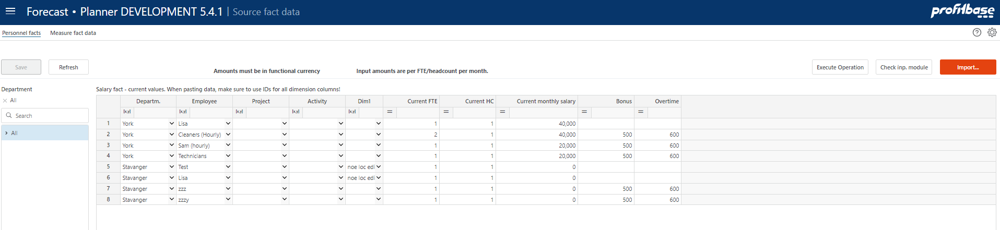 Forecast • Planner DEVELOPMENT 5.4.1 | Source fact data profitbase
Personnel facts Measure fact data
Save Refresh Amounts must be in functional currency Input amounts are per FTE/headcount per month. Execute Operation Check inp. module Import...
Department
All
Search
All
Salary fact - current values. When pasting data, make sure to use IDs for all dimension columns!
Departm. Employee Project Activity Dim1 Current FTE Current HC Current monthly salary Bonus Overtime
[x,y] [x,y] [x,y] [x,y] [x,y] = = = = =
1 York Lisa 1 1 40,000
2 York Cleaners (Hourly) 2 1 40,000 500 600
3 York Sam (hourly) 1 1 20,000 500 600
4 York Technicians 1 1 20,000 500 600
5 Stavanger Test noe loc edi 1 1 0
6 Stavanger Lisa noe loc edi 1 1 0
7 Stavanger zzz 1 1 0 500 600
8 Stavanger zzzy 1 1 0 500 600